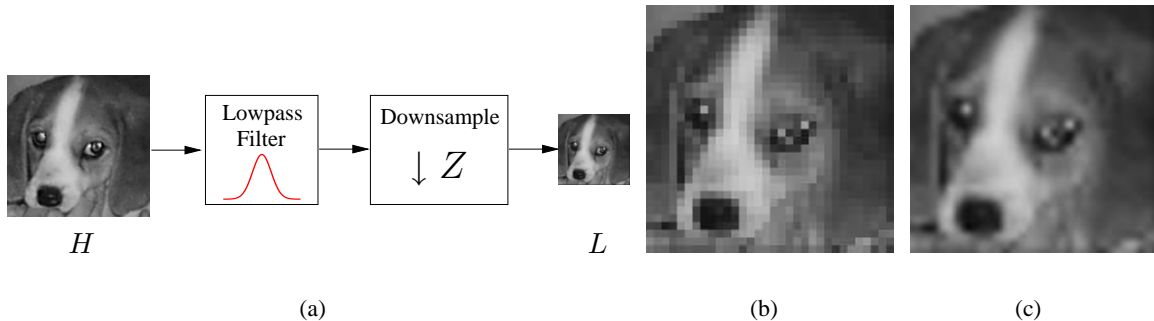 Lowpass
Filter
Downsample
↓ Z
H
L
(a)
(b)
(c)